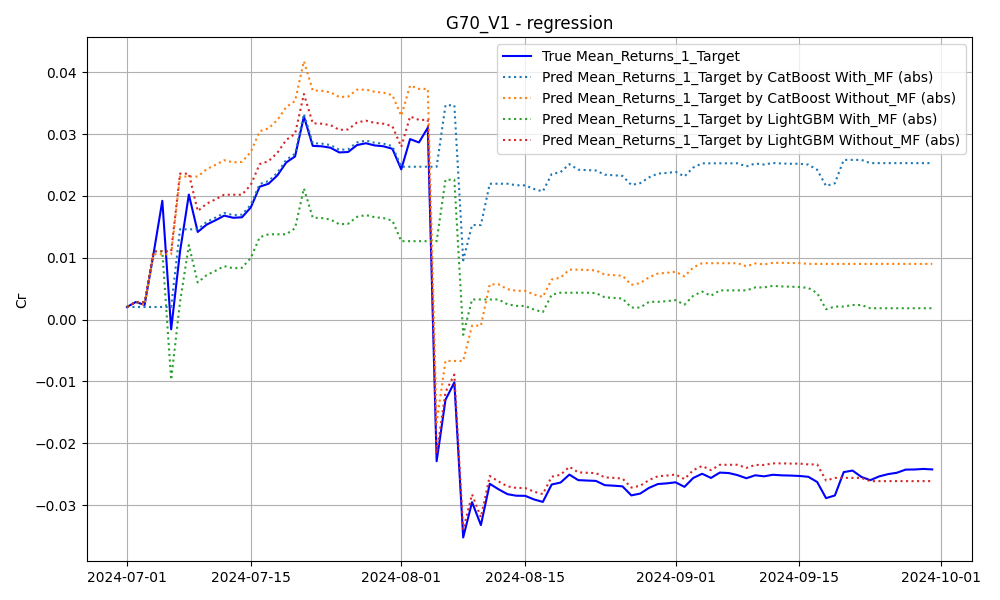 G70_V1 - regression
True Mean_Returns_1_Target
Pred Mean_Returns_1_Target by CatBoost With_MF (abs)
Pred Mean_Returns_1_Target by CatBoost Without_MF (abs)
Pred Mean_Returns_1_Target by LightGBM With_MF (abs)
Pred Mean_Returns_1_Target by LightGBM Without_MF (abs)
Cr
0.04
0.03
0.02
0.01
0.00
−0.01
−0.02
−0.03
2024-07-01
2024-07-15
2024-08-01
2024-08-15
2024-09-01
2024-09-15
2024-10-01